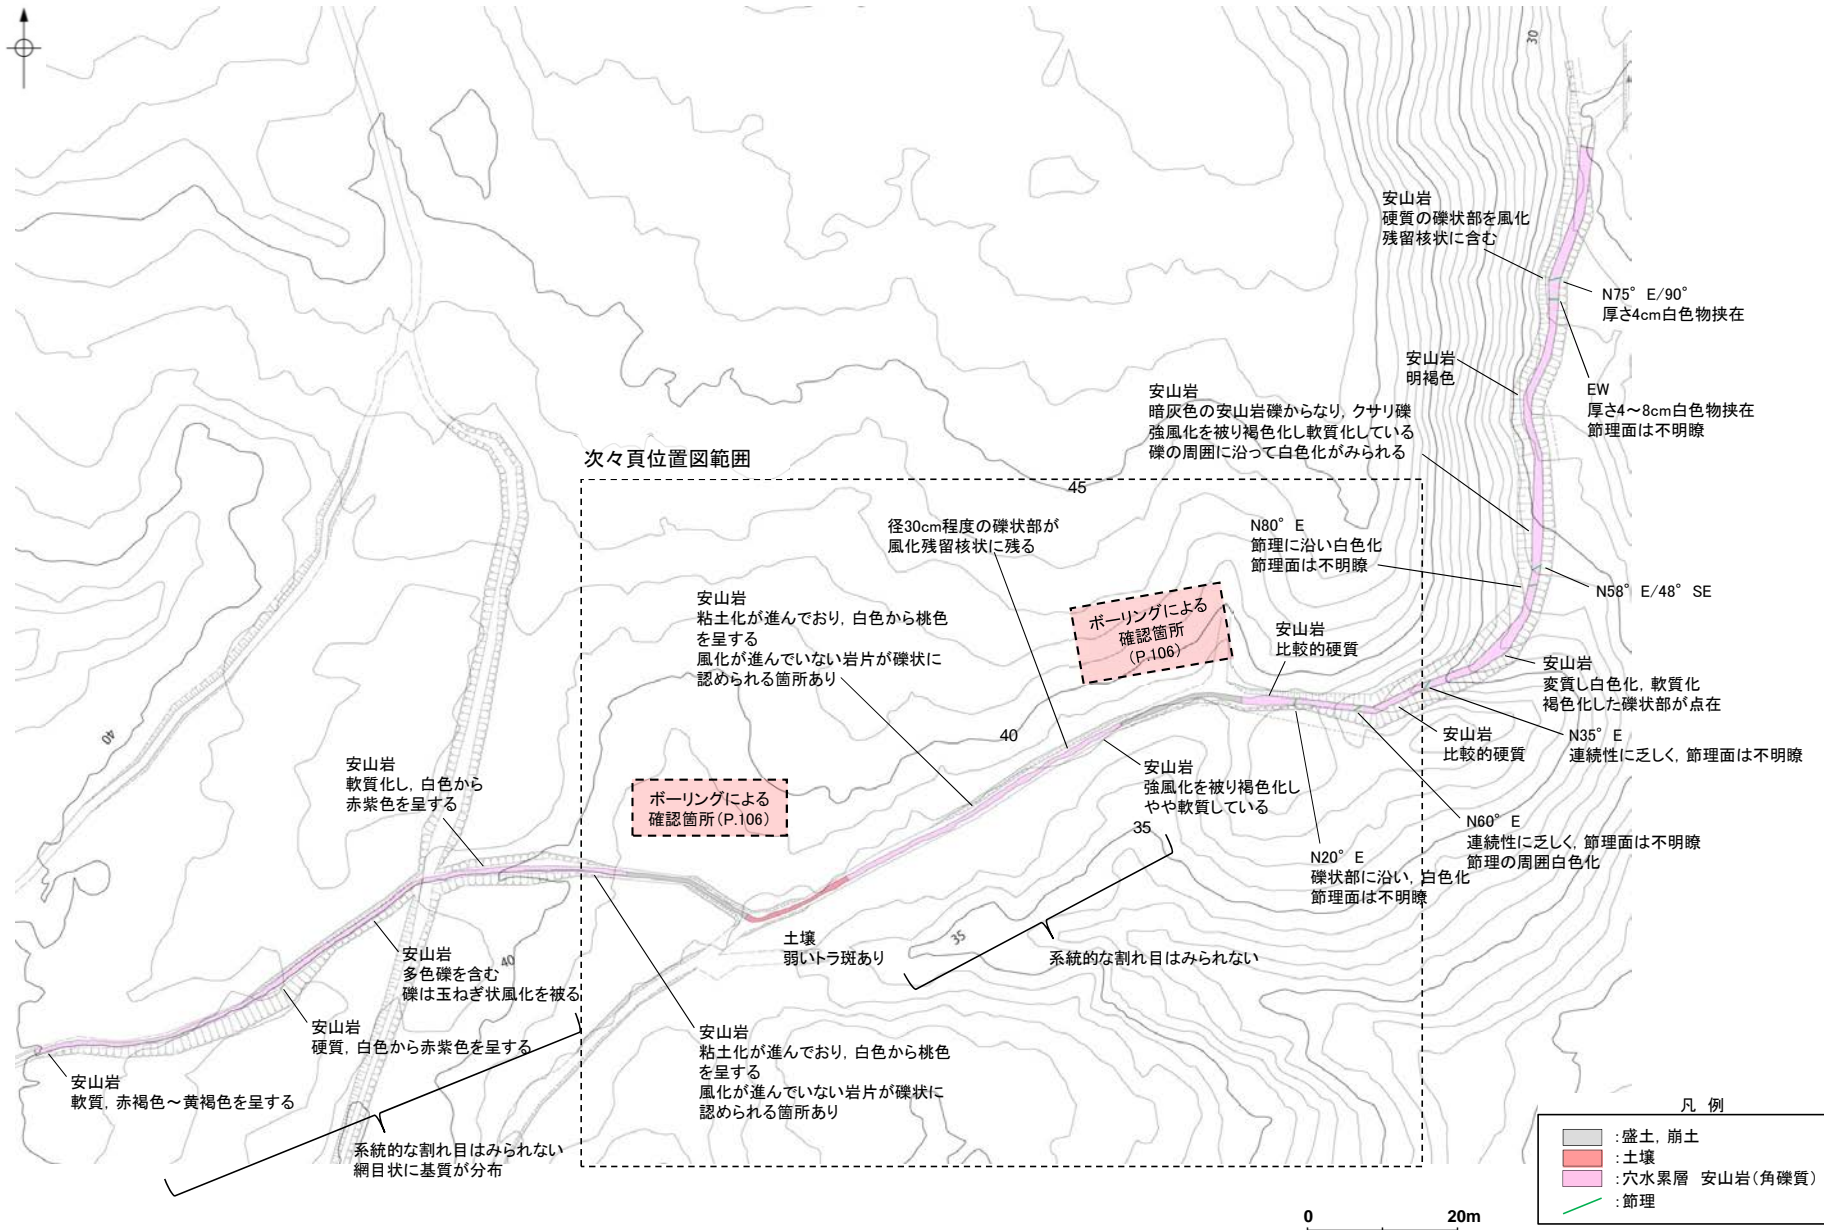 30
安山岩
硬質の礫状部を風化
残留核状に含む
N75°E/90°
厚さ4cm白色物挟在
安山岩
明褐色
EW
厚さ4～8cm白色物挟在
節理面は不明瞭
安山岩
暗灰色の安山岩礫からなり, クサリ礫
強風化を被り褐色化し軟質化している
礫の周囲に沿って白色化がみられる
次々頁位置図範囲
45
径30cm程度の礫状部が
風化残留核状に残る
N80°E
節理に沿い白色化
節理面は不明瞭
N58°E/48°SE
安山岩
粘土化が進んでおり, 白色から桃色
を呈する
風化が進んでいない岩片が礫状に
認められる箇所あり
ボーリングによる
確認箇所
(P.106)
安山岩
比較的硬質
安山岩
変質し白色化, 軟質化
褐色化した礫状部が点在
40
40
安山岩
比較的硬質
N35°E
連続性に乏しく, 節理面は不明瞭
安山岩
軟質化し, 白色から
赤紫色を呈する
ボーリングによる
確認箇所(P.106)
安山岩
強風化を被り褐色化し
やや軟質している
35
N60°E
連続性に乏しく, 節理面は不明瞭
節理の周囲白色化
N20°E
礫状部に沿い, 白色化
節理面は不明瞭
土壌
弱いトラ斑あり
35
系統的な割れ目はみられない
安山岩
多色礫を含む
礫は玉ねぎ状風化を被る
40
安山岩
硬質, 白色から赤紫色を呈する
安山岩
粘土化が進んでおり, 白色から桃色
を呈する
風化が進んでいない岩片が礫状に
認められる箇所あり
安山岩
軟質, 赤褐色～黄褐色を呈する
系統的な割れ目はみられない
網目状に基質が分布
凡 例
:盛土, 崩土
:土壌
:穴水累層 安山岩(角礫質)
:節理
0 20m